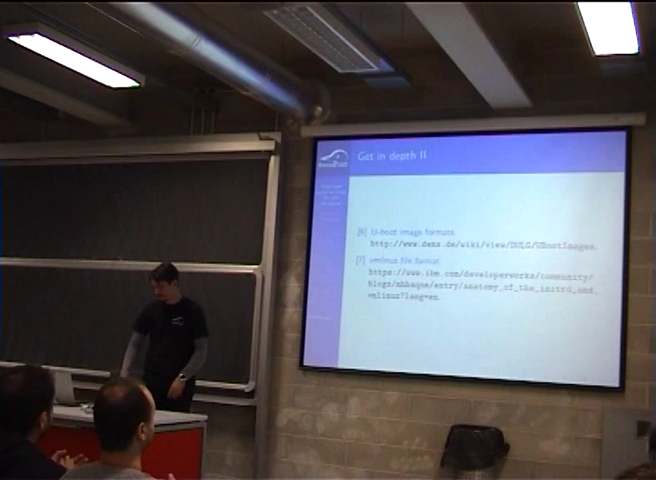 Get in depth II
[6] U-boot image formats.
http://www.denx.de/wiki/view/DULG/UBootImages.
[7] vmlinuz file format.
https://www.ibm.com/developerworks/community/
blogs/mhhaque/entry/anatomy_of_the_initrd_and_
vmlinux?lang=en.